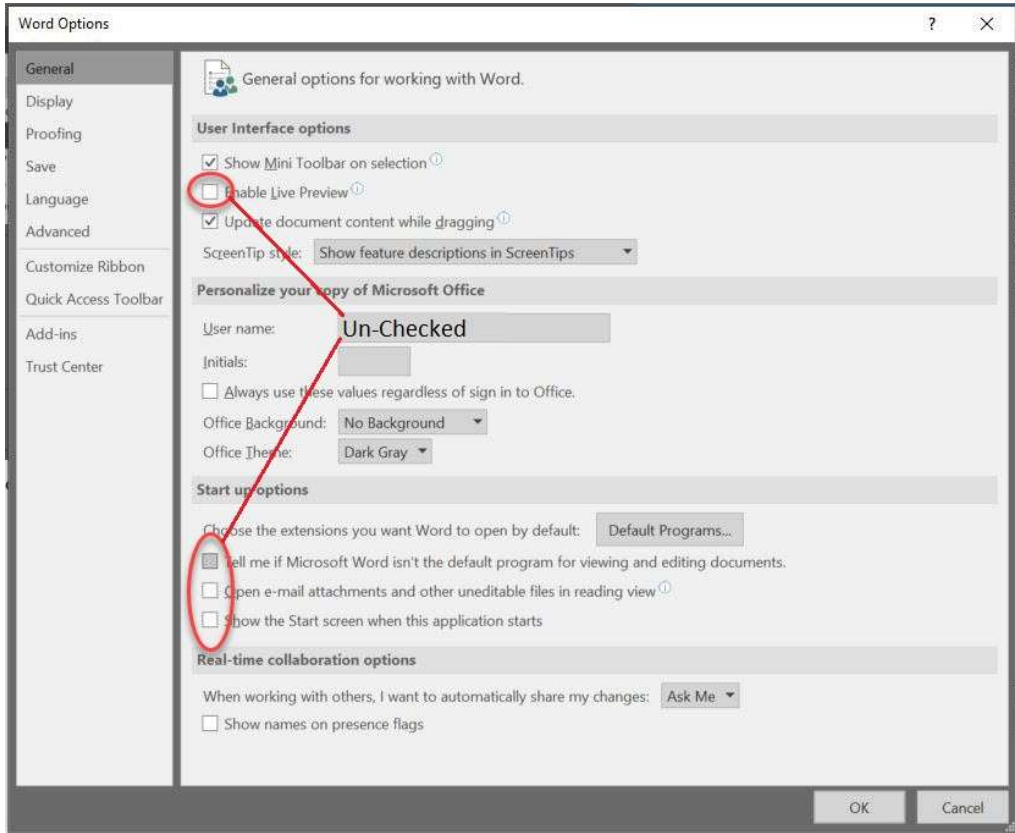 Word Options
General
Display
Proofing
Save
Language
Advanced
Customize Ribbon
Quick Access Toolbar
Add-ins
Trust Center
General options for working with Word.
User Interface options
Show Mini Toolbar on selection
Enable Live Preview
Update document content while dragging
ScreenTip style: Show feature descriptions in ScreenTips
Personalize your copy of Microsoft Office
User name: Un-Checked
Initials:
Always use these values regardless of sign in to Office.
Office Background: No Background
Office Theme: Dark Gray
Start up options
Choose the extensions you want Word to open by default: Default Programs...
Tell me if Microsoft Word isn't the default program for viewing and editing documents.
Open e-mail attachments and other uneditable files in reading view
Show the Start screen when this application starts
Real-time collaboration options
When working with others, I want to automatically share my changes: Ask Me
Show names on presence flags
OK Cancel